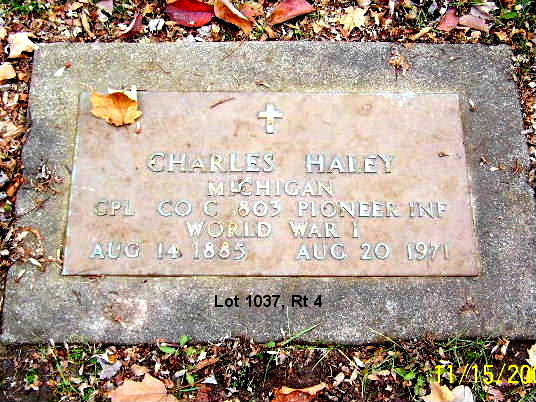 CHARLES HALEY
MICHIGAN
CPL CO C 803 PIONEER INF
WORLD WAR I
AUG 14 1885 AUG 20 1971
Lot 1037, Rt 4